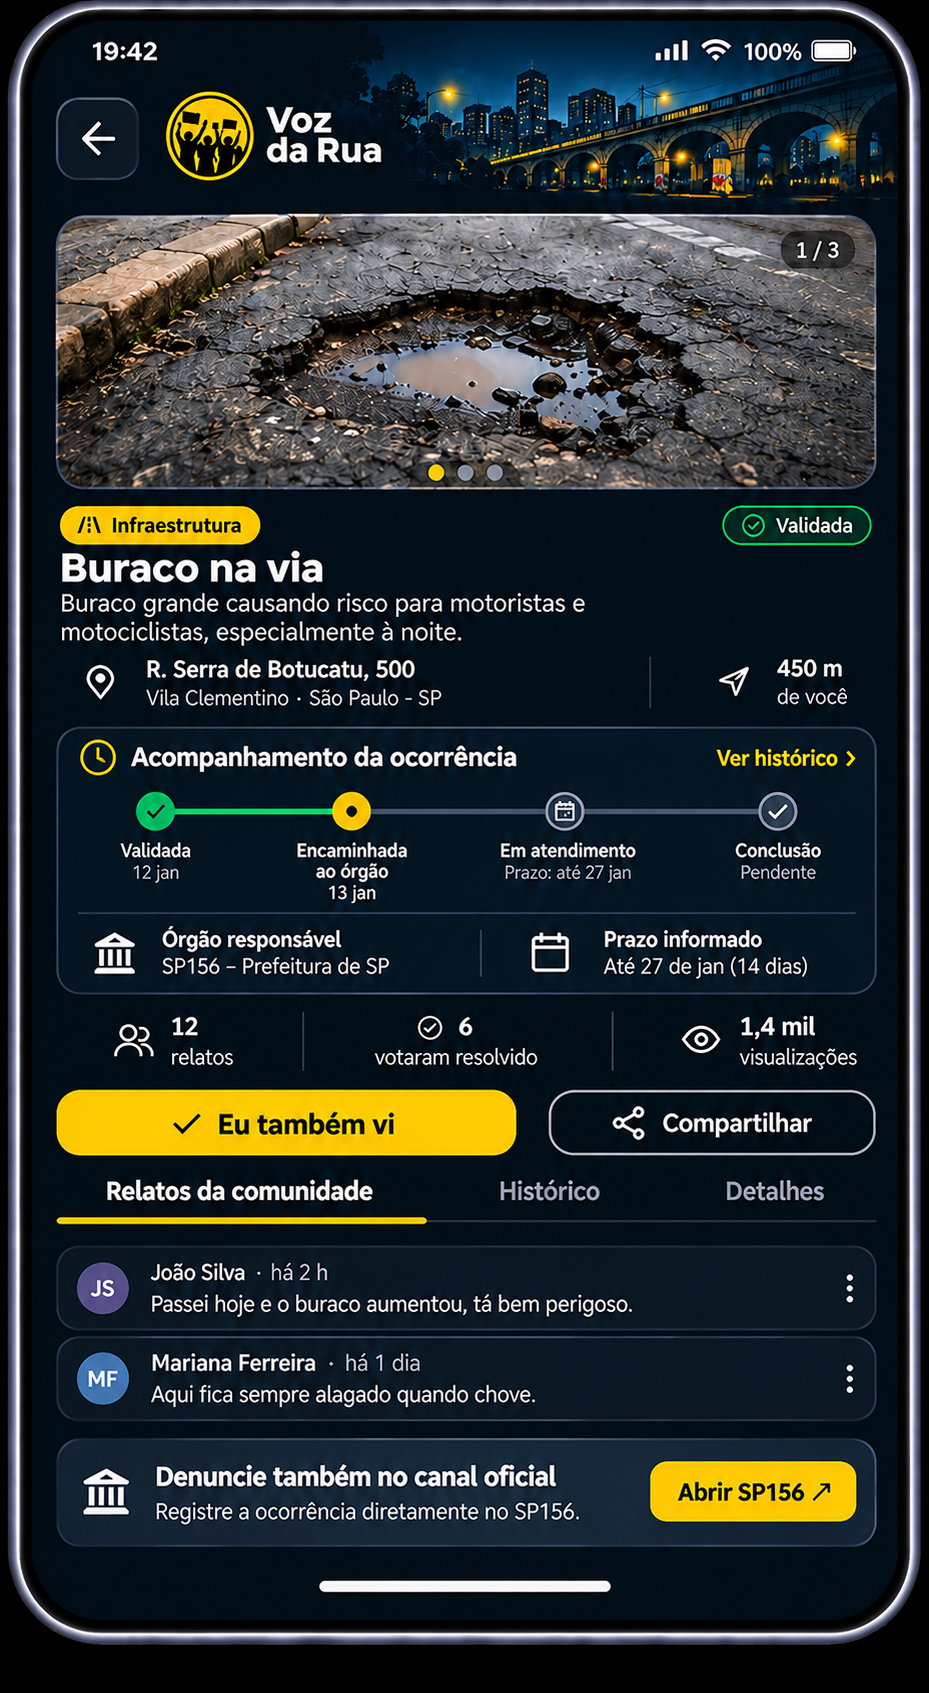 19:42
100%
Voz
da Rua
1 / 3
Infraestrutura
Validada
Buraco na via
Buraco grande causando risco para motoristas e
motociclistas, especialmente à noite.
R. Serra de Botucatu, 500
Vila Clementino · São Paulo - SP
450 m
de você
Acompanhamento da ocorrência
Ver histórico >
Validada
12 jan
Encaminhada
ao órgão
13 jan
Em atendimento
Prazo: até 27 jan
Conclusão
Pendente
Órgão responsável
SP156 – Prefeitura de SP
Prazo informado
Até 27 de jan (14 dias)
12
relatos
6
votaram resolvido
1,4 mil
visualizações
Eu também vi
Compartilhar
Relatos da comunidade
Histórico
Detalhes
JS
João Silva · há 2 h
Passei hoje e o buraco aumentou, tá bem perigoso.
MF
Mariana Ferreira · há 1 dia
Aqui fica sempre alagado quando chove.
Denuncie também no canal oficial
Registre a ocorrência diretamente no SP156.
Abrir SP156 ↗